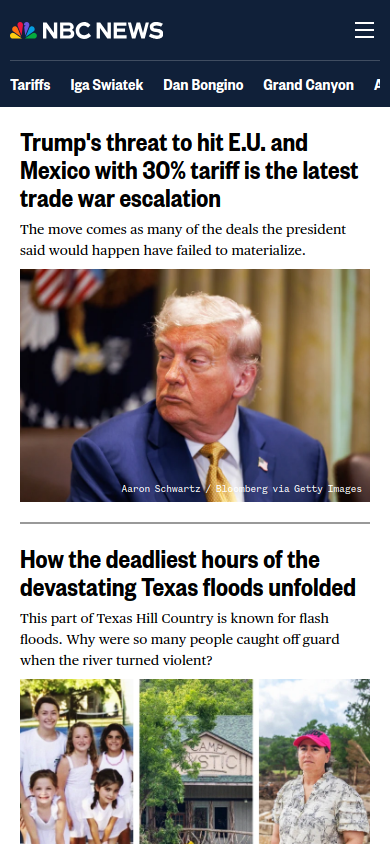 NBC NEWS
Tariffs Iga Swiatek Dan Bongino Grand Canyon A
Trump's threat to hit E.U. and
Mexico with 30% tariff is the latest
trade war escalation
The move comes as many of the deals the president
said would happen have failed to materialize.
Aaron Schwartz / Bloomberg via Getty Images
How the deadliest hours of the
devastating Texas floods unfolded
This part of Texas Hill Country is known for flash
floods. Why were so many people caught off guard
when the river turned violent?
CAMP
YSTIC